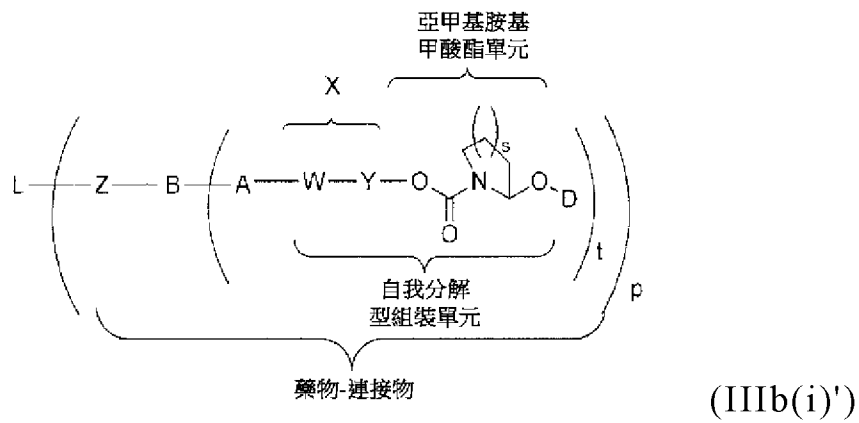 亞甲基胺基
甲酸酯單元
X
s
L Z B A W Y O N O D
O
t
自我分解
型組裝單元
p
藥物-連接物
(IIIb(i)')